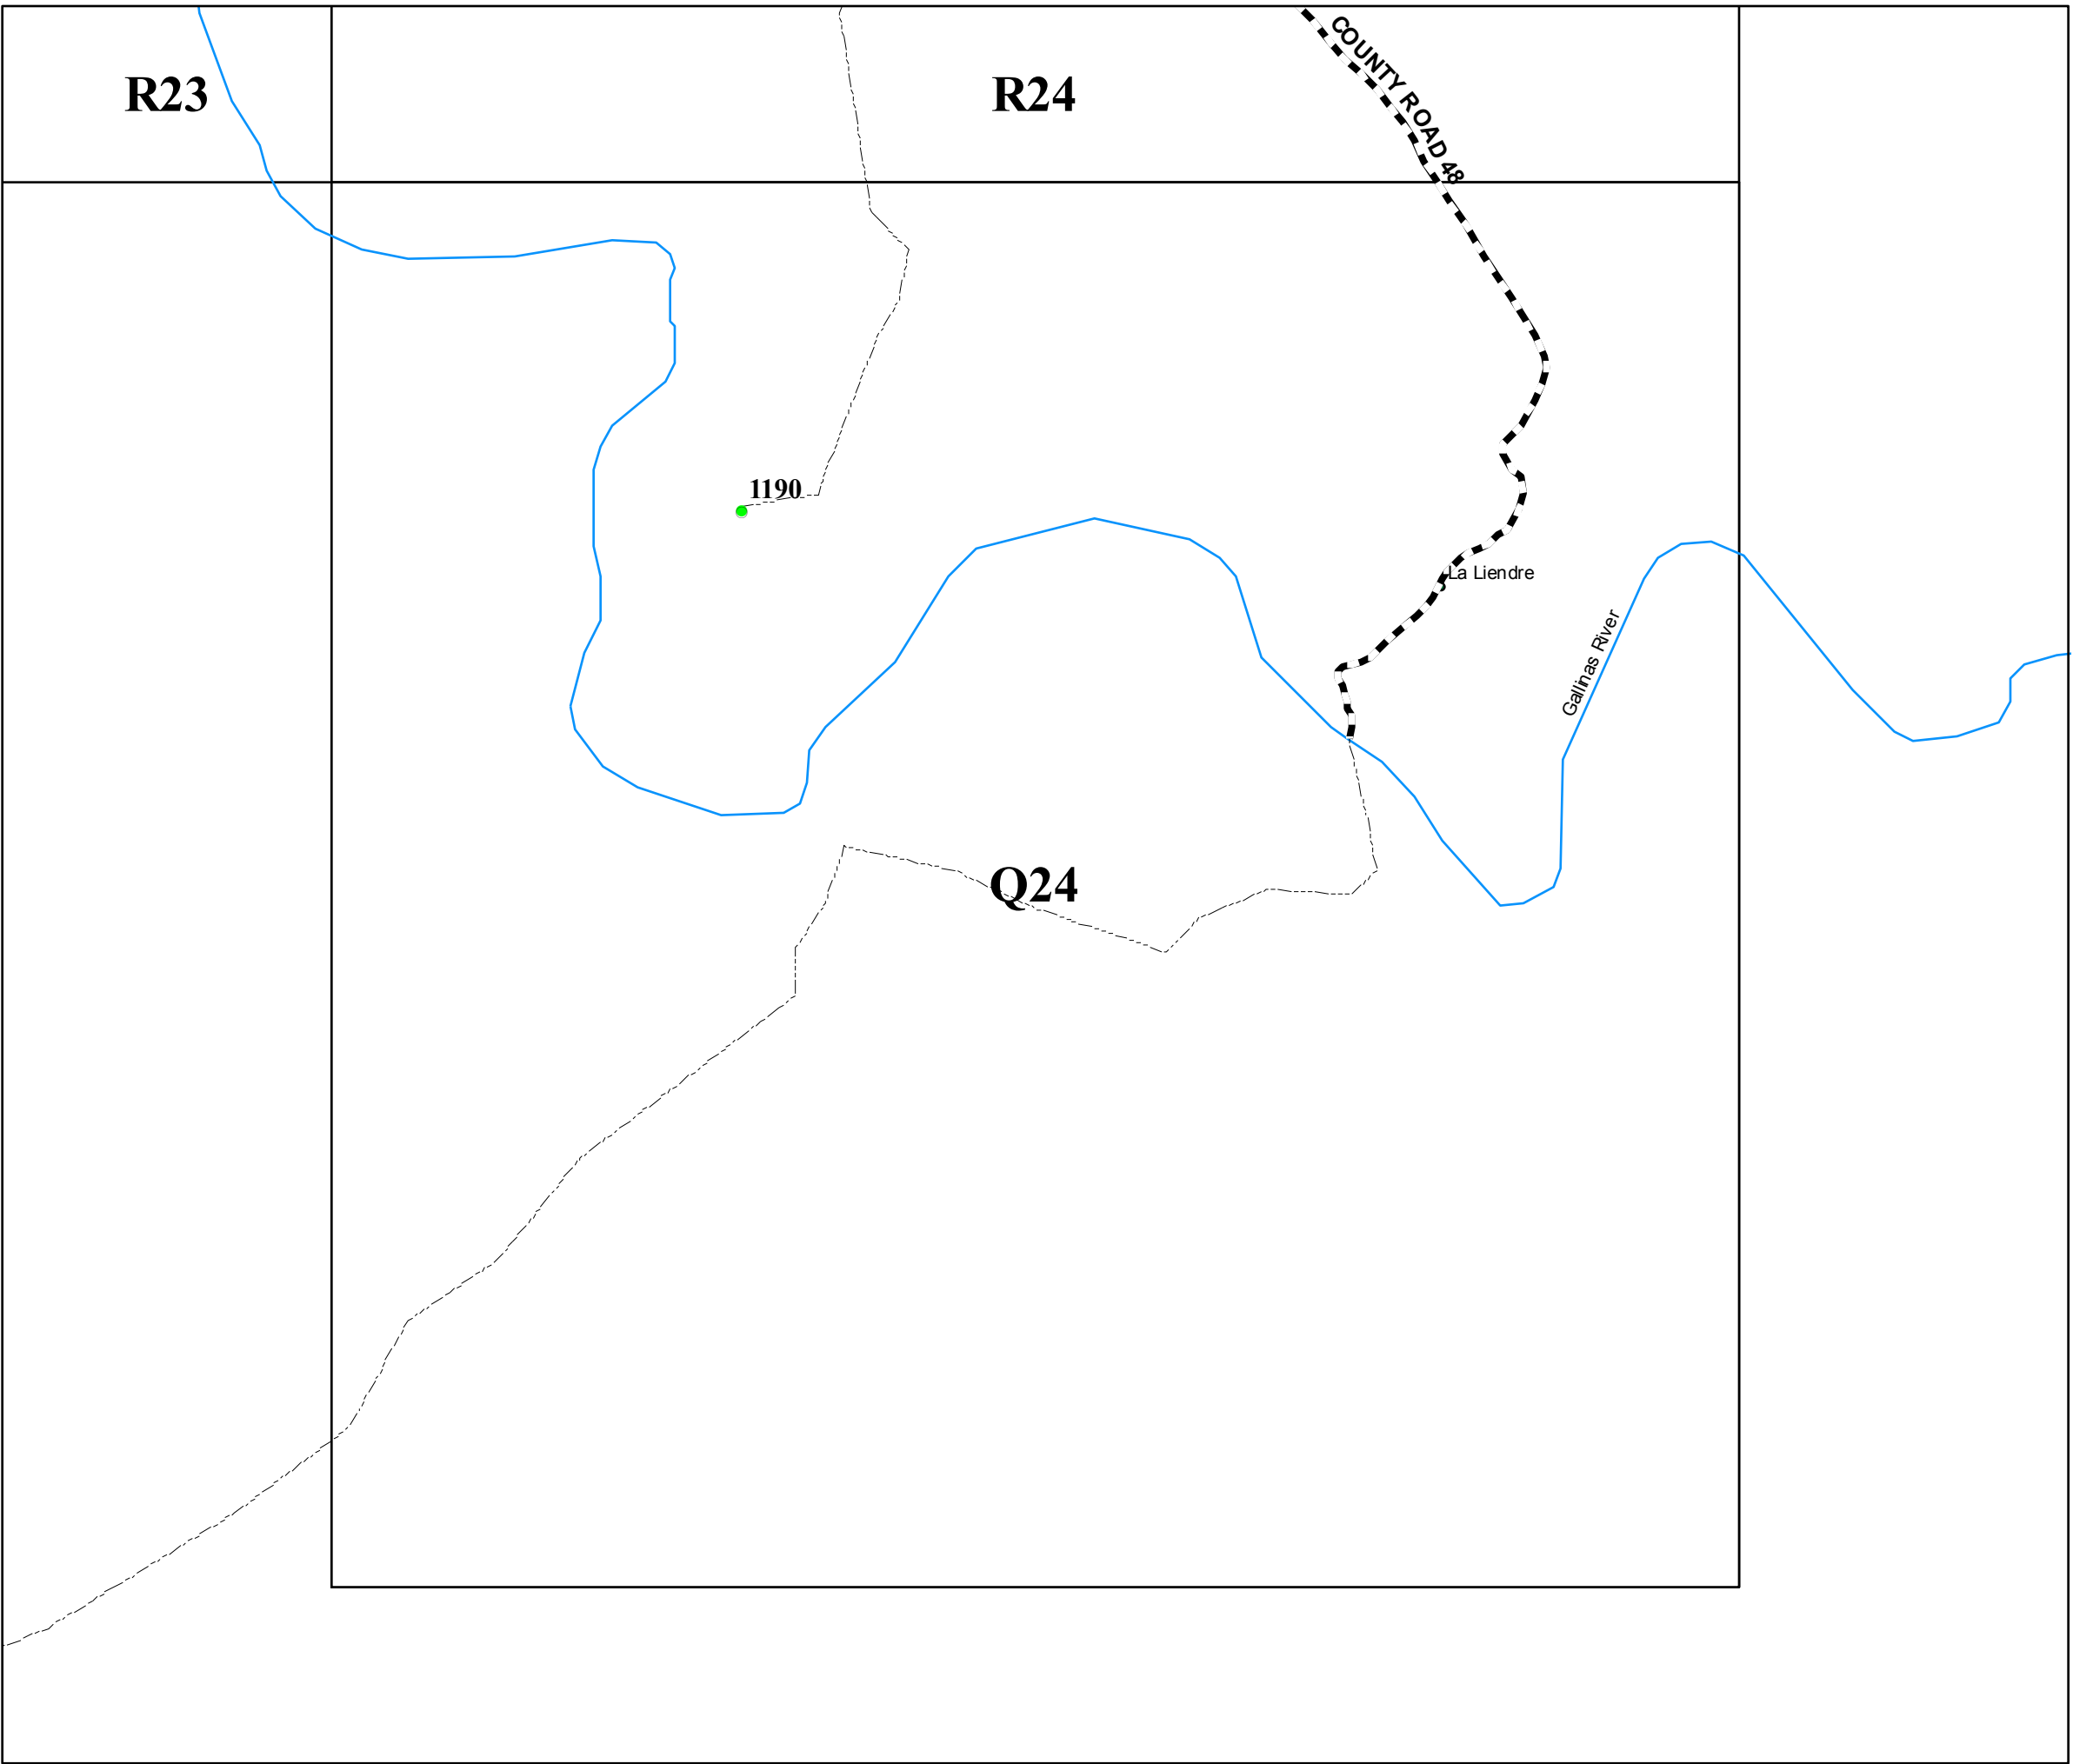 R23
R24
COUNTY ROAD 48
1190
La Liendre
Gallinas River
Q24